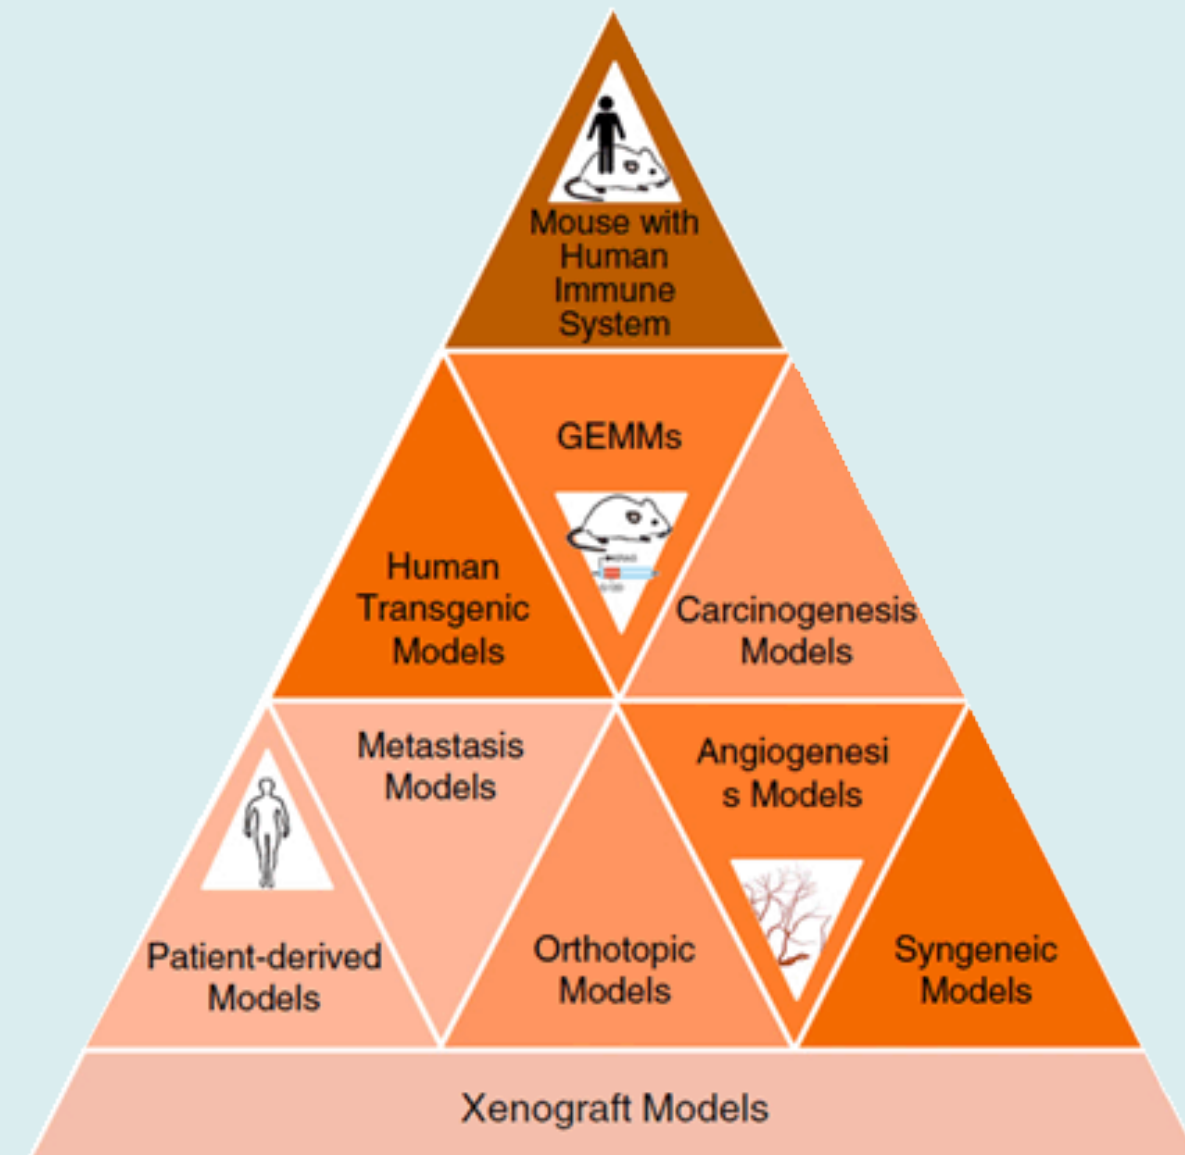 Mouse with
Human
Immune
System
GEMMs
Human
Transgenic
Models
Carcinogenesis
Models
Metastasis
Models
Angiogenesi
s Models
Patient-derived
Models
Orthotopic
Models
Syngeneic
Models
Xenograft Models